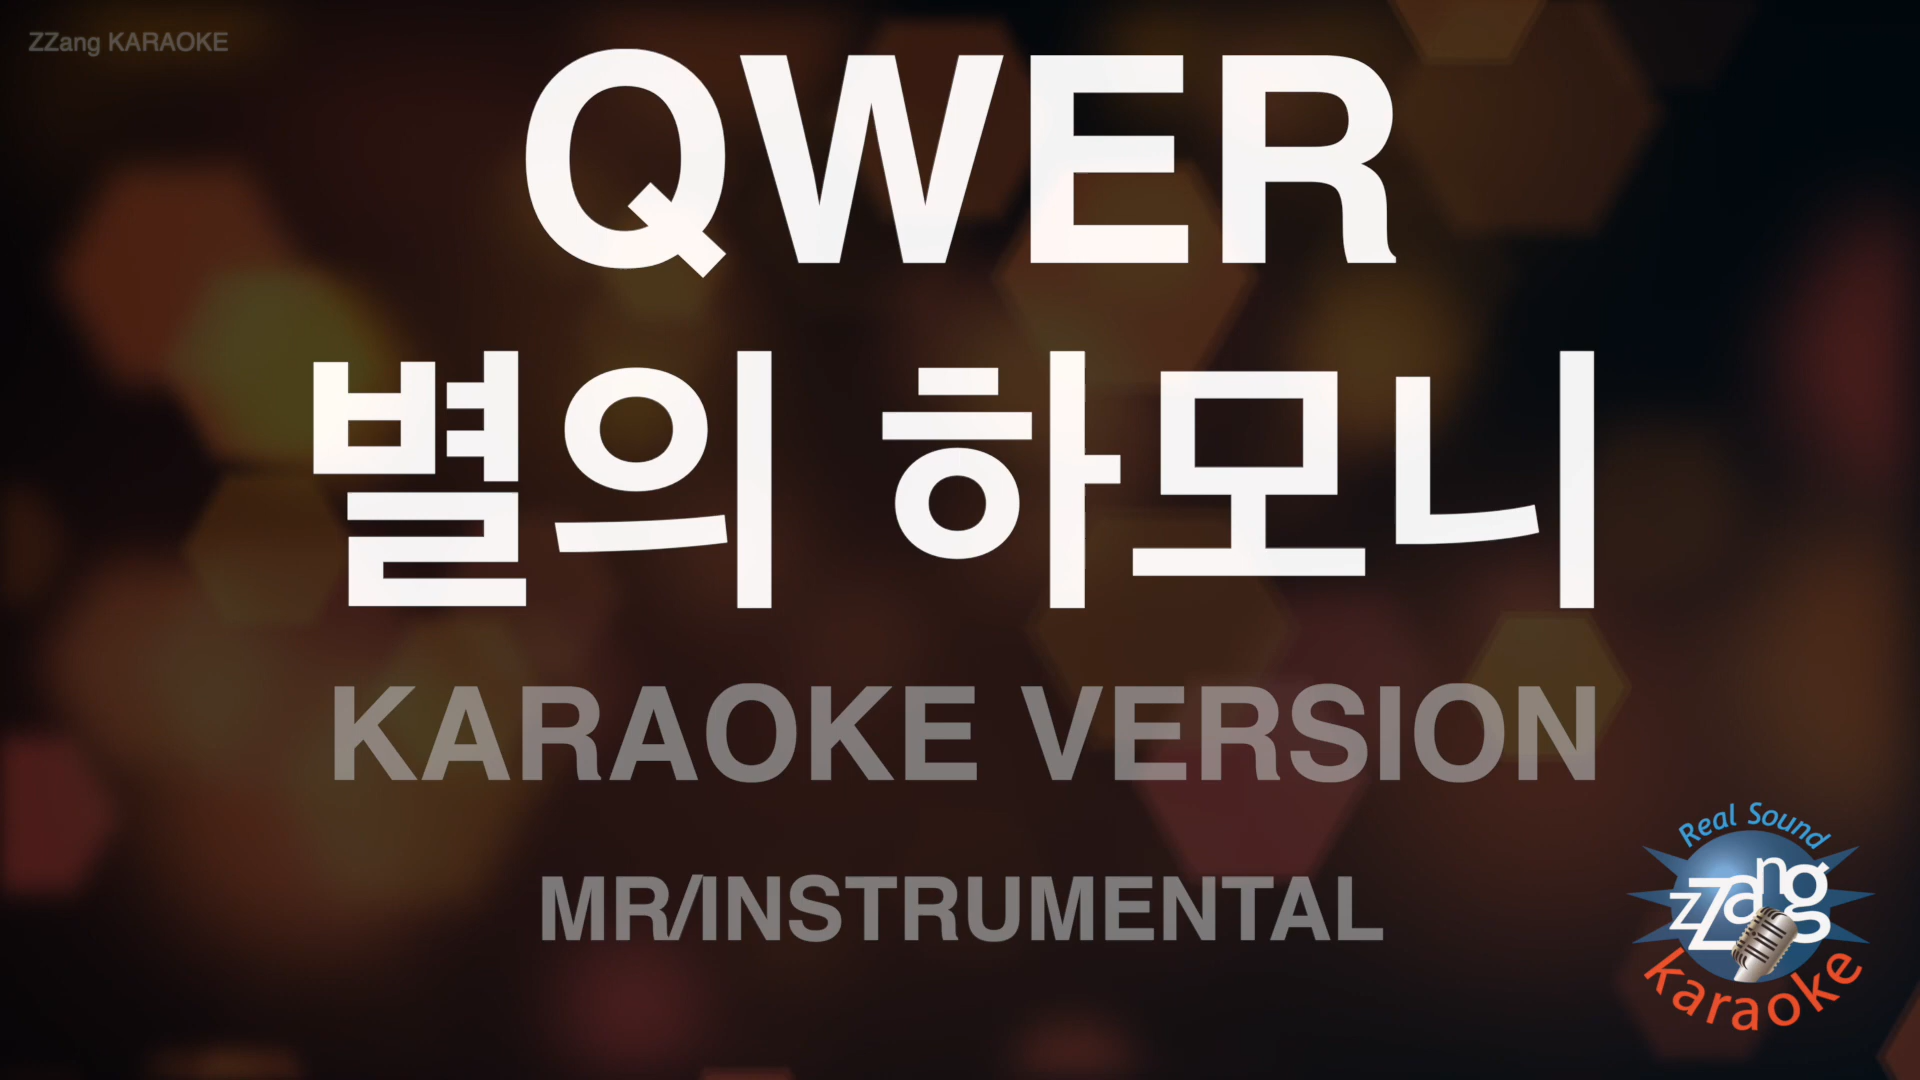 ZZang KARAOKE
QWER
별의 하모니
KARAOKE VERSION
MR/INSTRUMENTAL
Real Sound
zZang
karaoke